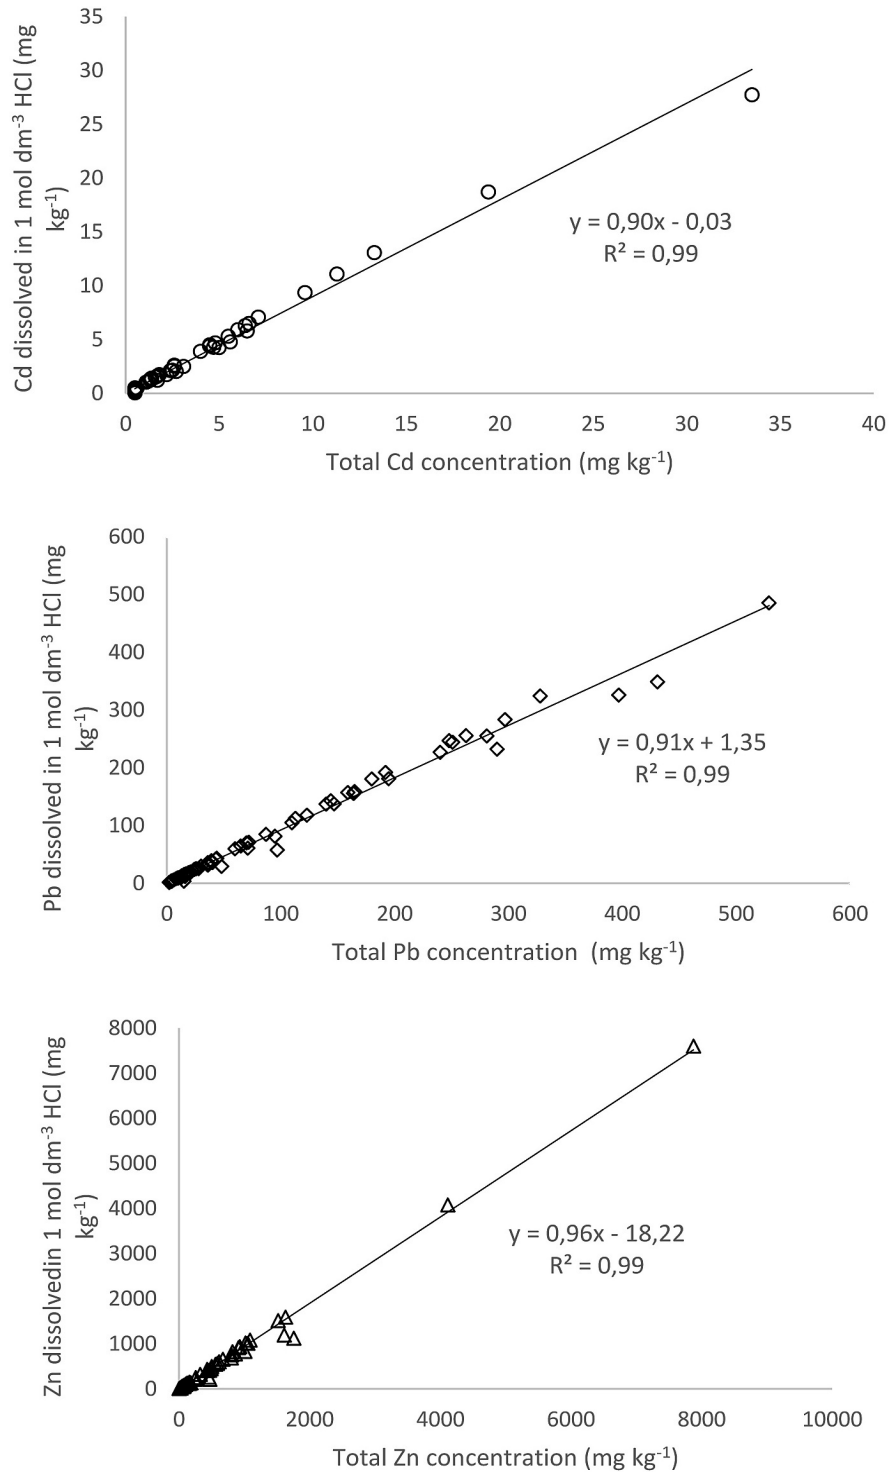 Cd dissolved in 1 mol dm⁻³ HCl (mg
kg⁻¹)
35
30
25
20
15
10
5
0
y = 0,90x - 0,03
R² = 0,99
0 5 10 15 20 25 30 35 40
Total Cd concentration (mg kg⁻¹)
Pb dissolved in 1 mol dm⁻³ HCl (mg
kg⁻¹)
600
500
400
300
200
100
0
y = 0,91x + 1,35
R² = 0,99
0 100 200 300 400 500 600
Total Pb concentration (mg kg⁻¹)
Zn dissolvedin 1 mol dm⁻³ HCl (mg
kg⁻¹)
8000
7000
6000
5000
4000
3000
2000
1000
0
y = 0,96x - 18,22
R² = 0,99
0 2000 4000 6000 8000 10000
Total Zn concentration (mg kg⁻¹)